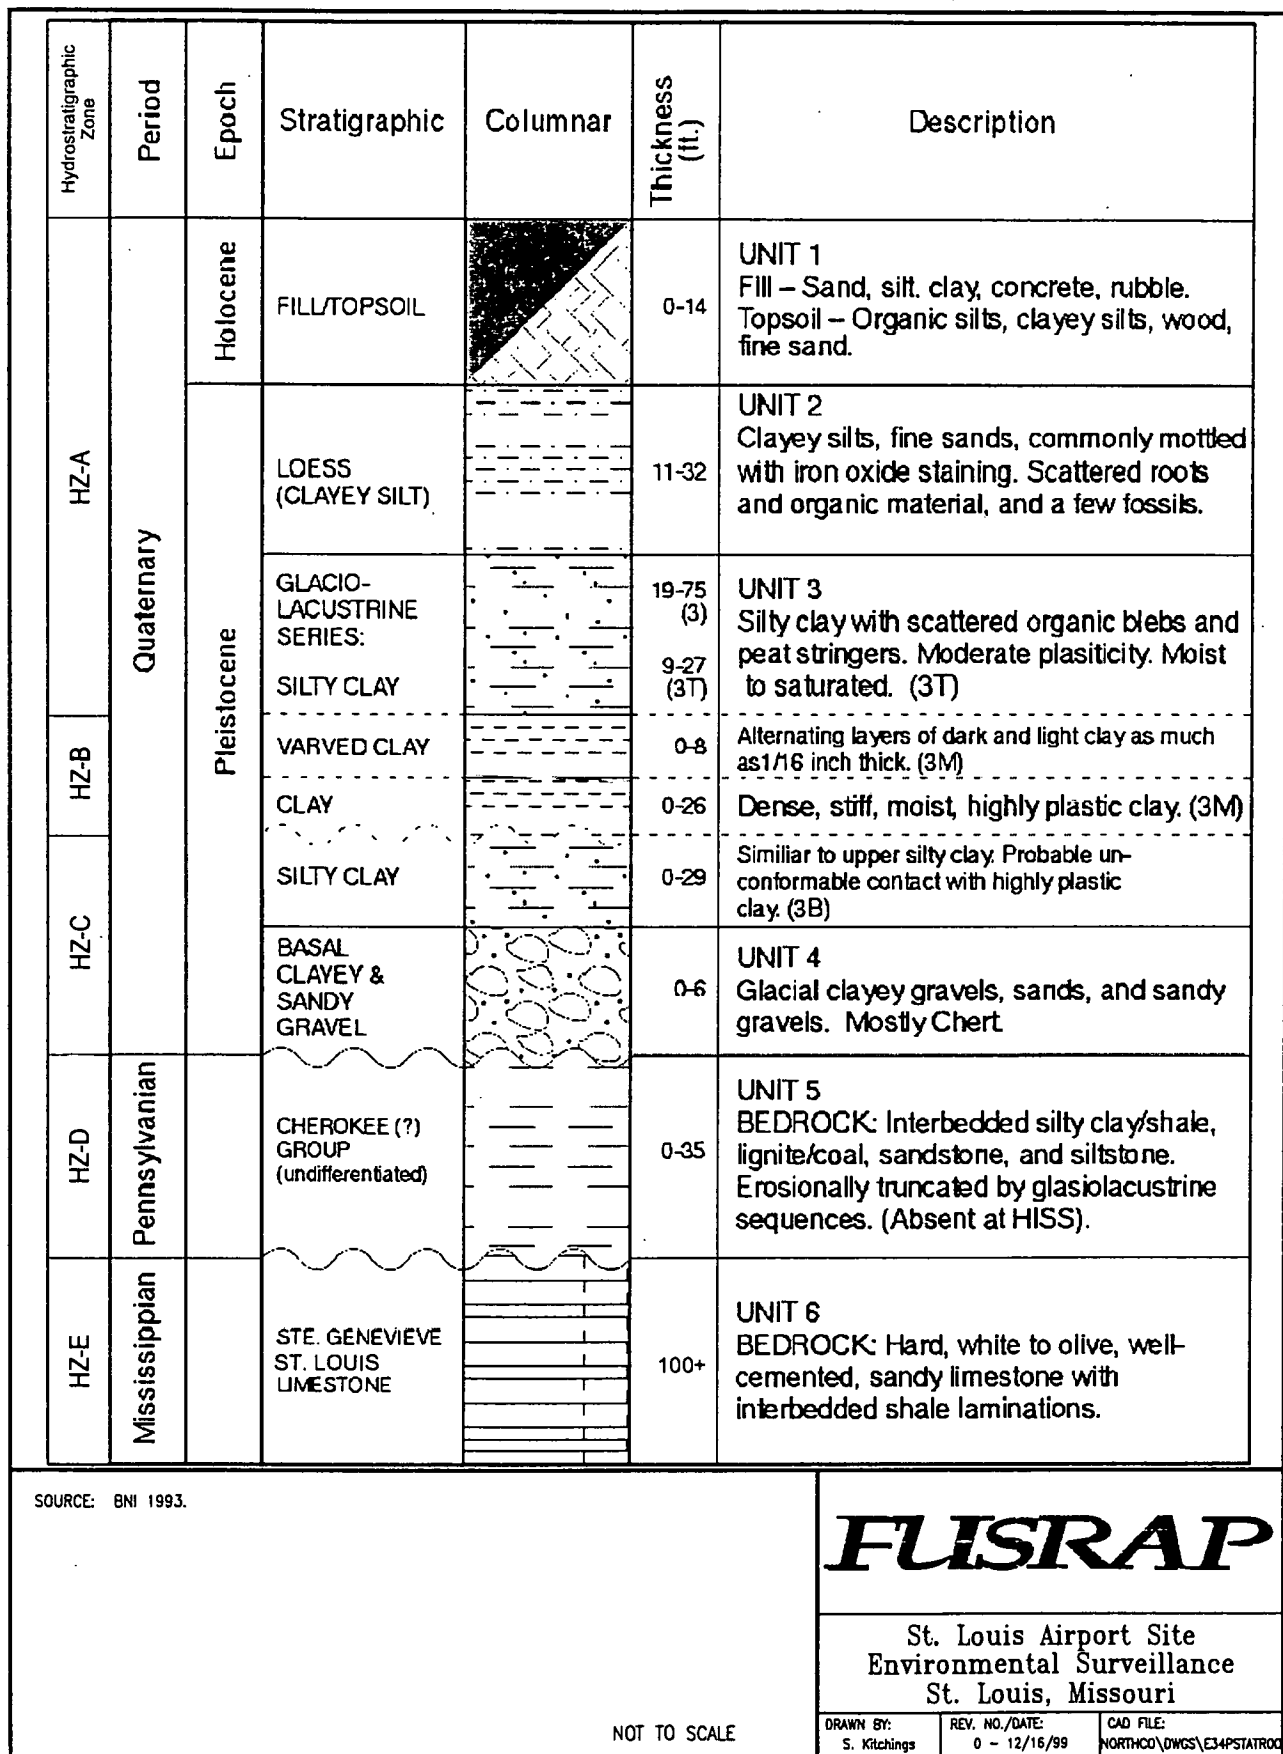 Hydrostratigraphic
Zone
Period
Epoch
Stratigraphic
Columnar
Thickness
(ft.)
Description
HZ-A
Quaternary
Holocene
FILL/TOPSOIL
0-14
UNIT 1
Fill – Sand, silt. clay, concrete, rubble.
Topsoil – Organic silts, clayey silts, wood,
fine sand.
Pleistocene
LOESS
(CLAYEY SILT)
11-32
UNIT 2
Clayey silts, fine sands, commonly mottled
with iron oxide staining. Scattered roots
and organic material, and a few fossils.
GLACIO-
LACUSTRINE
SERIES:
SILTY CLAY
19-75
(3)
9-27
(3T)
UNIT 3
Silty clay with scattered organic blebs and
peat stringers. Moderate plasiticity. Moist
to saturated. (3T)
HZ-B
VARVED CLAY
0-8
Alternating layers of dark and light clay as much
as1/16 inch thick. (3M)
CLAY
0-26
Dense, stiff, moist, highly plastic clay. (3M)
HZ-C
SILTY CLAY
0-29
Similiar to upper silty clay. Probable un-
conformable contact with highly plastic
clay. (3B)
BASAL
CLAYEY &
SANDY
GRAVEL
0-6
UNIT 4
Glacial clayey gravels, sands, and sandy
gravels. Mostly Chert
HZ-D
Pennsylvanian
CHEROKEE (?)
GROUP
(undifferentiated)
0-35
UNIT 5
BEDROCK: Interbedded silty clay/shale,
lignite/coal, sandstone, and siltstone.
Erosionally truncated by glasiolacustrine
sequences. (Absent at HISS).
HZ-E
Mississippian
STE. GENEVIEVE
ST. LOUIS
LIMESTONE
100+
UNIT 6
BEDROCK: Hard, white to olive, well-
cemented, sandy limestone with
interbedded shale laminations.
SOURCE: BNI 1993.
NOT TO SCALE
FUSRAP
St. Louis Airport Site
Environmental Surveillance
St. Louis, Missouri
DRAWN BY:
S. Kitchings
REV. NO./DATE:
0 - 12/16/99
CAD FILE:
NORTHCO\DWGS\E34PSTATROC